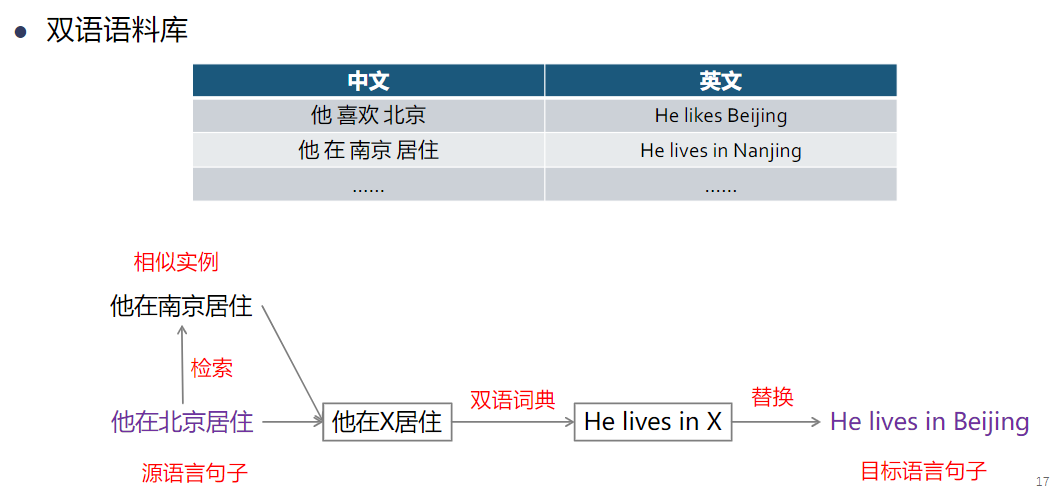 双语语料库
中文 英文
他 喜欢 北京 He likes Beijing
他 在 南京 居住 He lives in Nanjing
...... ......
相似实例
他在南京居住
检索
双语词典 替换
他在北京居住 他在X居住 He lives in X He lives in Beijing
源语言句子 目标语言句子
17